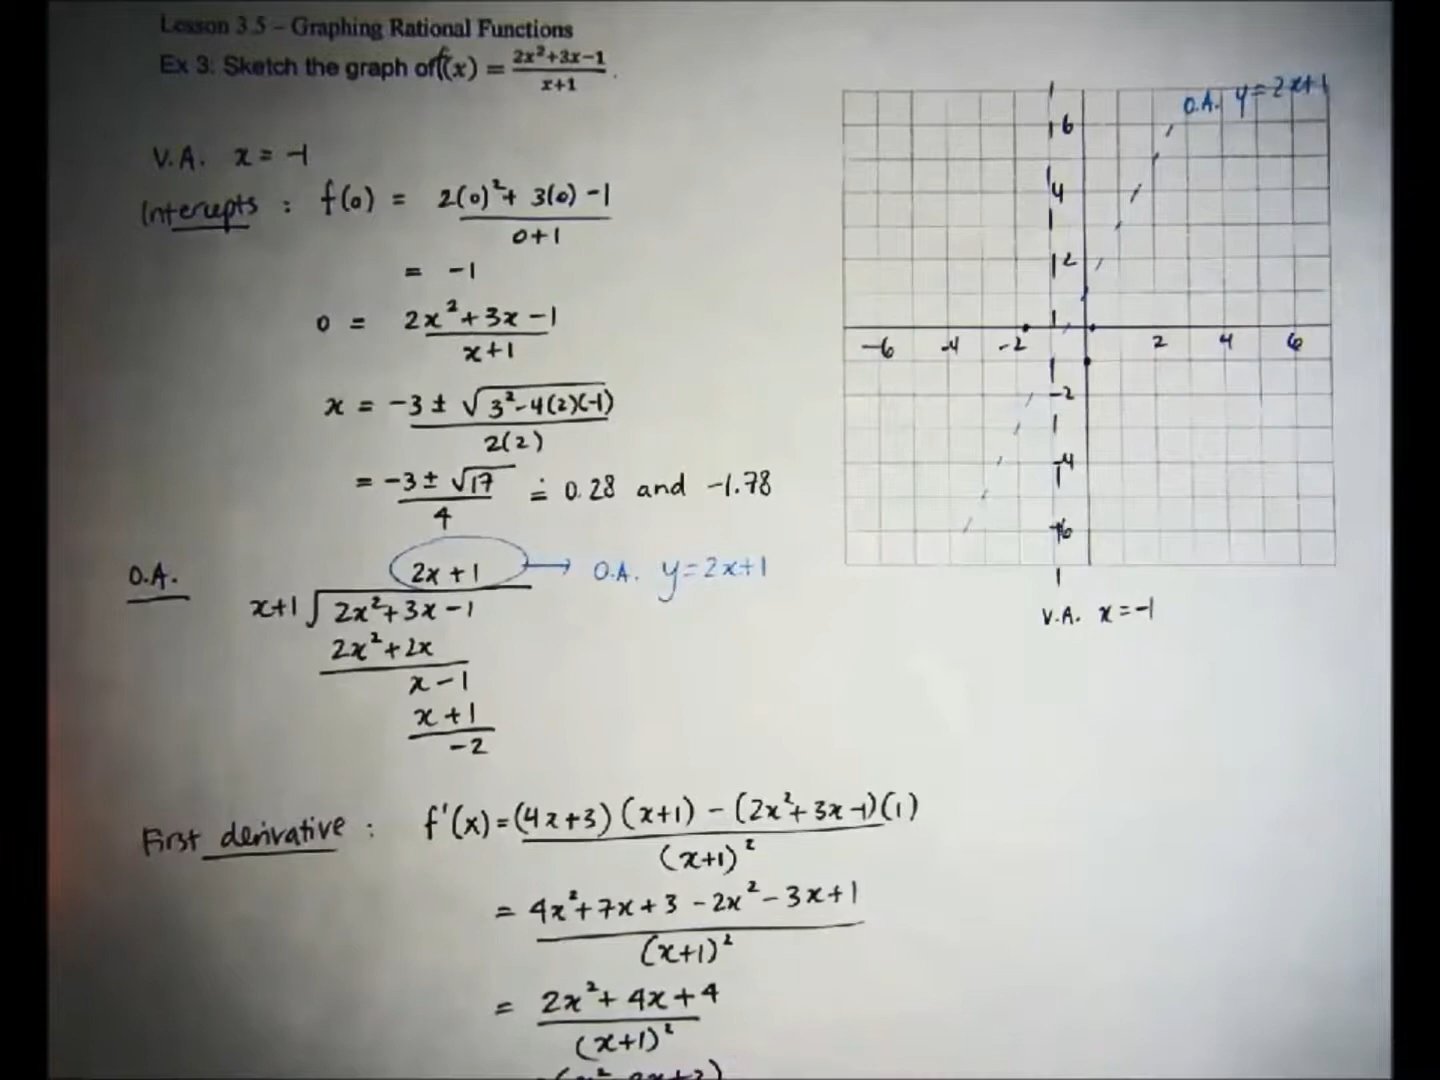 Lesson 3.5 – Graphing Rational Functions
Ex 3: Sketch the graph of f(x) = (2x²+3x−1)/(x+1).
V.A. x = -1
Intercepts : f(0) = 2(0)²+ 3(0) -1
0+1
= -1
0 = 2x²+3x-1
x+1
x = -3 ± √3²-4(2)(-1)
2(2)
= -3 ± √17
4
≐ 0.28 and -1.78
O.A.
2x+1 → O.A. y=2x+1
x+1 √2x²+3x-1
2x²+2x
x-1
x+1
-2
First derivative : f'(x) = (4x+3)(x+1) - (2x²+3x-1)(1)
(x+1)²
= 4x²+7x+3 -2x²-3x+1
(x+1)²
= 2x²+4x+4
(x+1)²
O.A. y=2x+1
6
4
2
-6 -4 -2 2 4 6
-2
-4
-6
V.A. x=-1